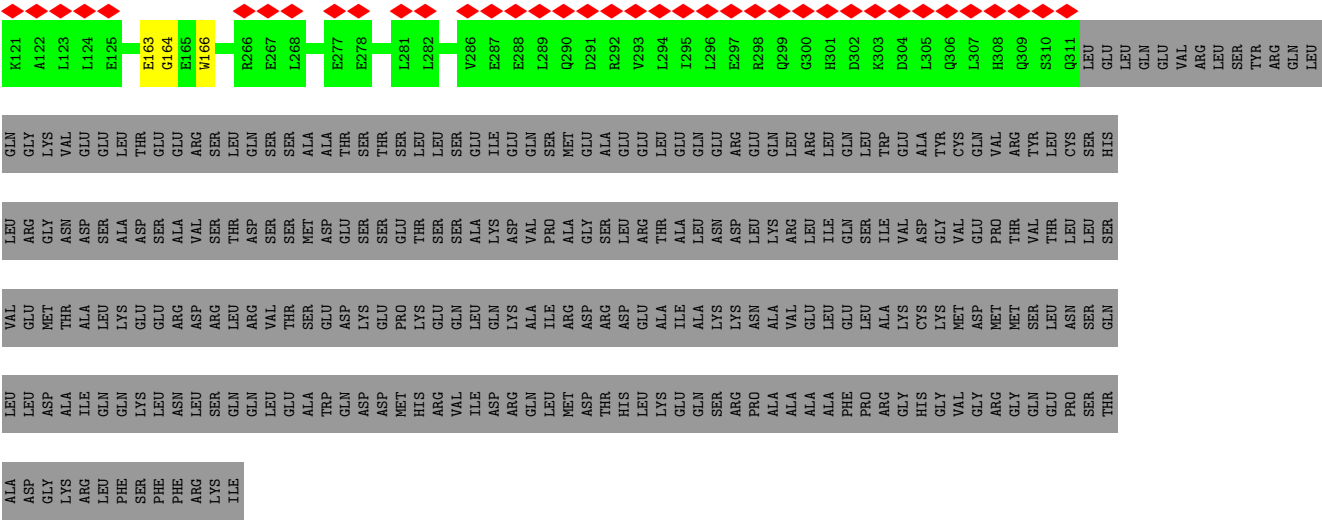 K121 A122 L123 L124 E125 E163 G164 E165 W166 R266 E267 L268 E277 E278 L281 L282 V286 E287 E288 L289 Q290 D291 R292 V293 L294 I295 L296 E297 R298 Q299 G300 H301 D302 K303 D304 L305 Q306 L307 H308 Q309 S310 Q311 LEU GLU LEU GLN GLU VAL ARG LEU SER TYR ARG GLN LEU
GLN GLY LYS VAL GLU GLU LEU THR GLU GLU ARG SER LEU GLN SER SER ALA ALA THR SER THR SER LEU LEU SER GLU ILE GLU GLN SER MET GLU ALA GLU GLU LEU GLU GLN GLU ARG GLU GLN LEU ARG LEU GLN LEU TRP GLU ALA TYR CYS GLN VAL ARG TYR LEU CYS SER HIS
LEU ARG GLY ASN ASP SER ALA ASP SER ALA VAL SER THR ASP SER SER MET ASP GLU SER SER GLU THR SER SER ALA LYS ASP VAL PRO ALA GLY SER LEU ARG THR ALA LEU ASN ASP LEU LYS ARG LEU ILE GLN SER ILE VAL ASP GLY VAL GLU PRO THR VAL THR LEU LEU SER
VAL GLU MET THR ALA LEU LYS GLU GLU ARG ASP ARG LEU ARG VAL THR SER GLU ASP LYS GLU PRO LYS GLU GLN LEU GLN LYS ALA ILE ARG ASP ARG ASP GLU ALA ILE ALA LYS LYS ASN ALA VAL GLU LEU GLU LEU ALA LYS CYS LYS MET ASP MET MET SER LEU ASN SER GLN
LEU LEU ASP ALA ILE GLN GLN LYS LEU ASN LEU SER GLN GLN LEU GLU ALA TRP GLN ASP ASP MET HIS ARG VAL ILE ASP ARG GLN LEU MET ASP THR HIS LEU LYS GLU GLN SER ARG PRO ALA ALA ALA ALA PHE PRO ARG GLY HIS GLY VAL GLY ARG GLY GLN GLU PRO SER THR
ALA ASP GLY LYS ARG LEU PHE SER PHE PHE ARG LYS ILE